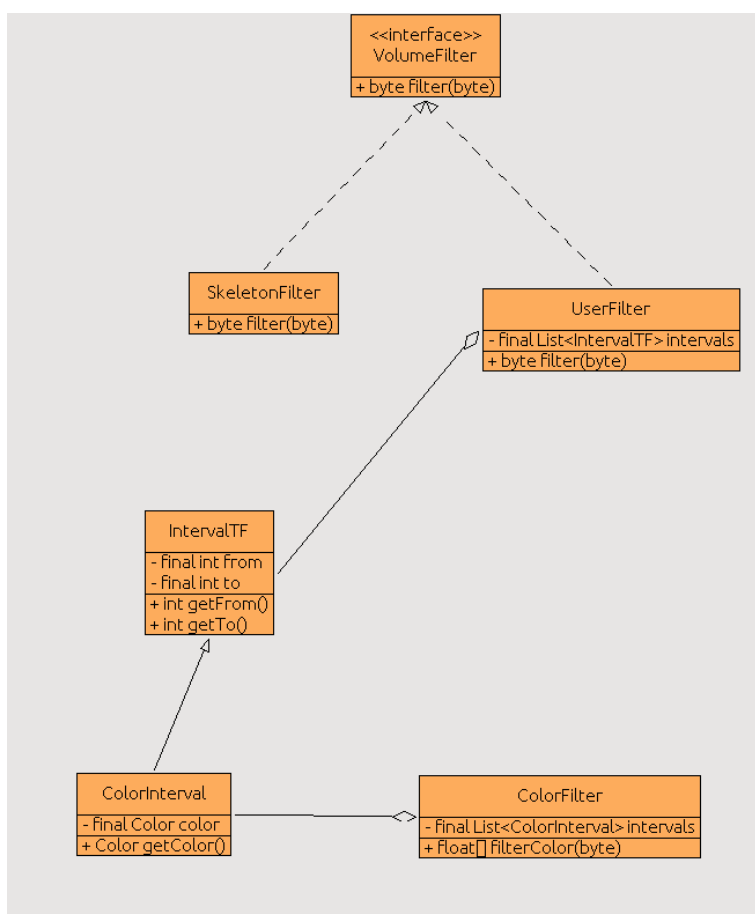 <<interface>>
VolumeFilter
+ byte filter(byte)
SkeletonFilter
+ byte filter(byte)
UserFilter
- final List<IntervalTF> intervals
+ byte filter(byte)
IntervalTF
- final int from
- final int to
+ int getFrom()
+ int getTo()
ColorInterval
- final Color color
+ Color getColor()
ColorFilter
- final List<ColorInterval> intervals
+ float[] filterColor(byte)